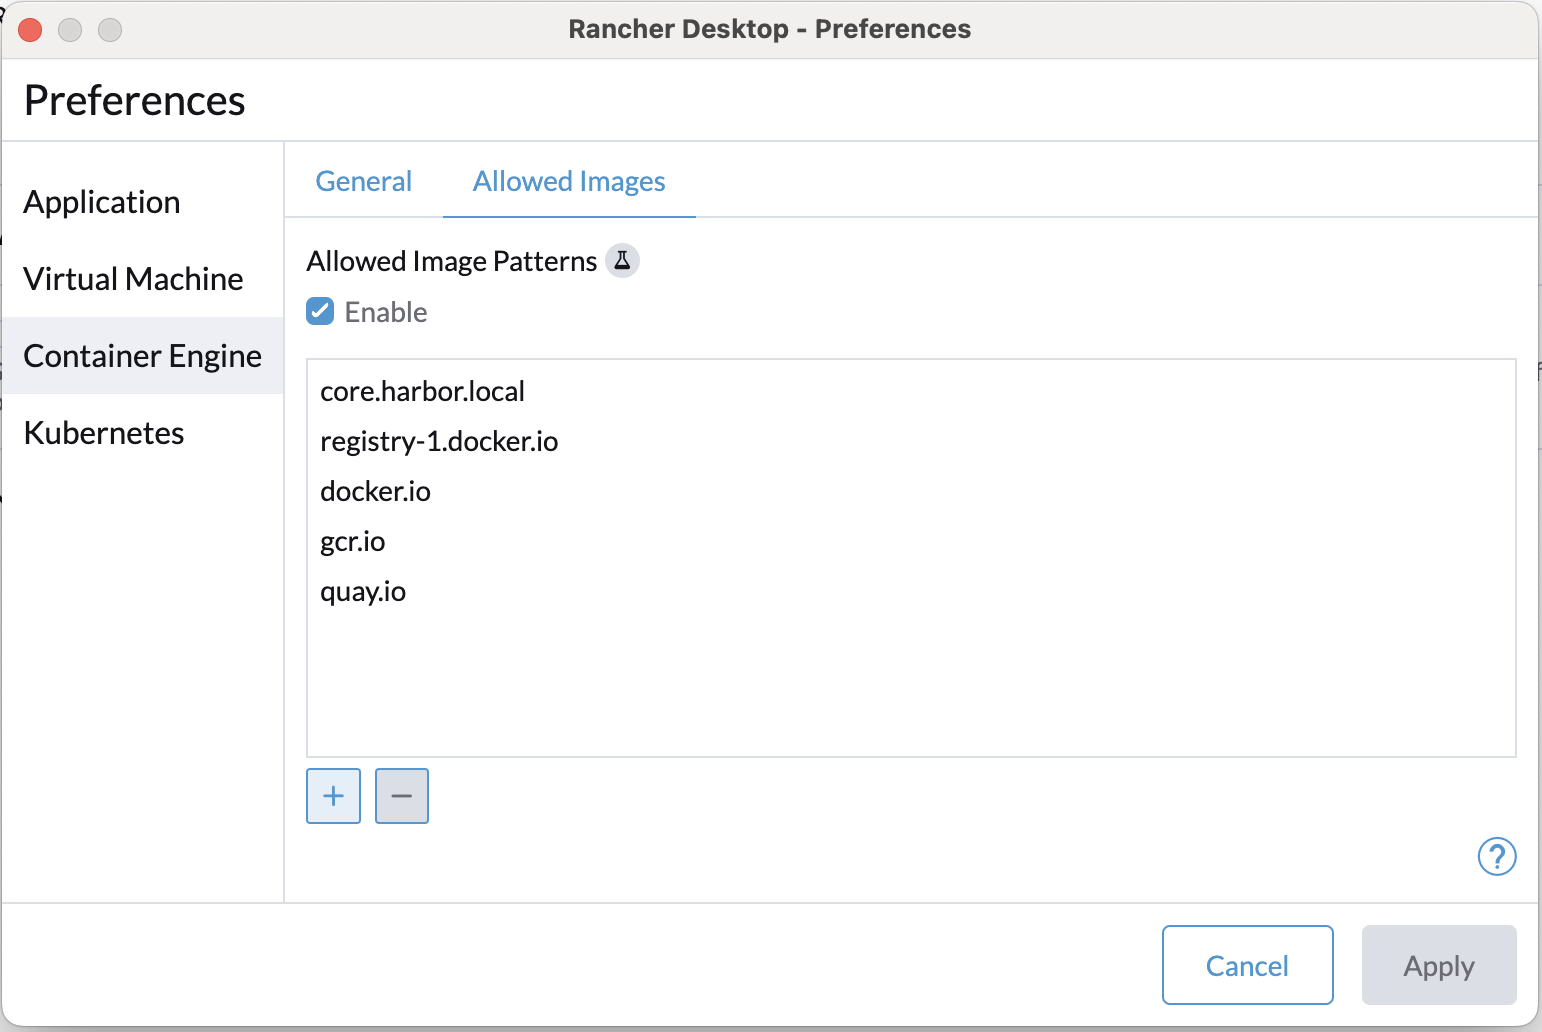 Rancher Desktop - Preferences
Preferences
Application
Virtual Machine
Container Engine
Kubernetes
General
Allowed Images
Allowed Image Patterns
Enable
core.harbor.local
registry-1.docker.io
docker.io
gcr.io
quay.io
+
−
?
Cancel
Apply